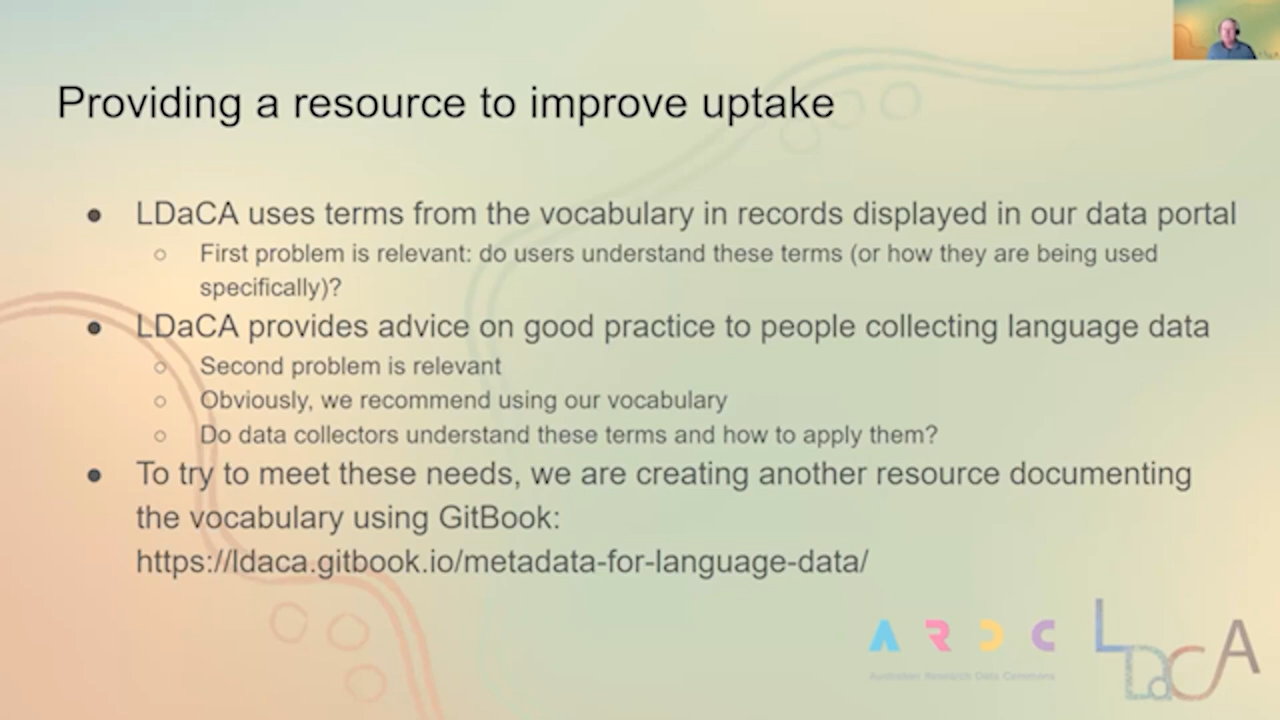 Providing a resource to improve uptake
● LDaCA uses terms from the vocabulary in records displayed in our data portal
○ First problem is relevant: do users understand these terms (or how they are being used
specifically)?
● LDaCA provides advice on good practice to people collecting language data
○ Second problem is relevant
○ Obviously, we recommend using our vocabulary
○ Do data collectors understand these terms and how to apply them?
● To try to meet these needs, we are creating another resource documenting
the vocabulary using GitBook:
https://ldaca.gitbook.io/metadata-for-language-data/
ARDC
Australian Research Data Commons
LDaCA